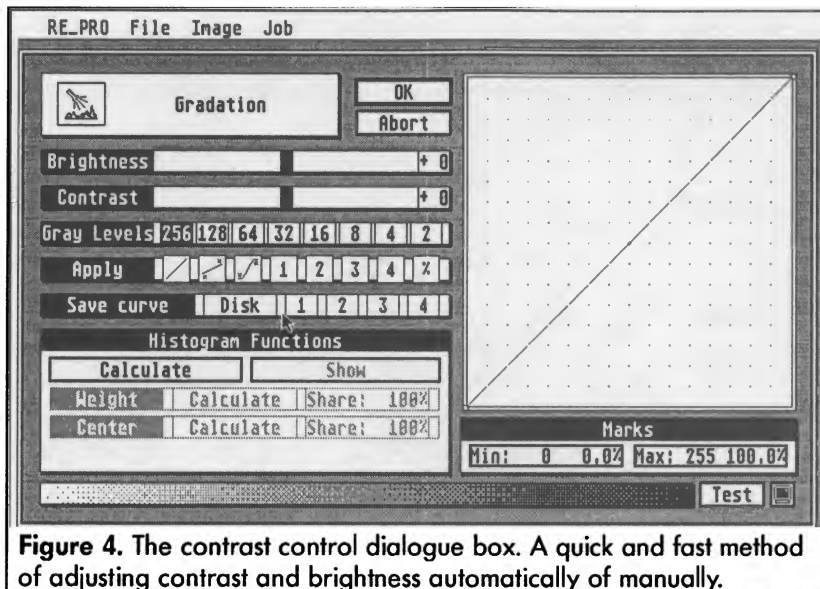 RE_PRO File Image Job
Gradation
OK
Abort
Brightness + 0
Contrast + 0
Gray Levels 256 128 64 32 16 8 4 2
Apply 1 2 3 4 %
Save curve Disk 1 2 3 4
Histogram Functions
Calculate Show
Weight Calculate Share: 100%
Center Calculate Share: 100%
Marks
Min: 0 0,0% Max: 255 100.0%
Test
Figure 4. The contrast control dialogue box. A quick and fast method
of adjusting contrast and brightness automatically of manually.